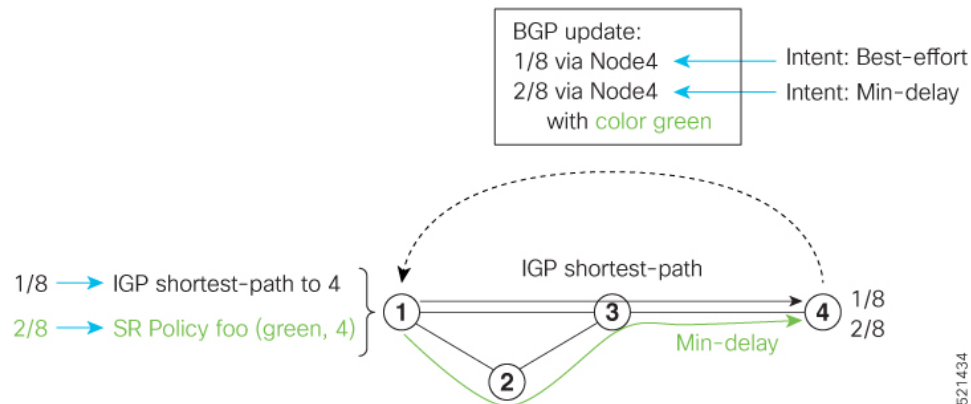 BGP update:
1/8 via Node4
Intent: Best-effort
2/8 via Node4
Intent: Min-delay
with color green
IGP shortest-path
1/8
IGP shortest-path to 4
2/8
SR Policy foo (green, 4)
1
3
4
1/8
2/8
Min-delay
2
521434